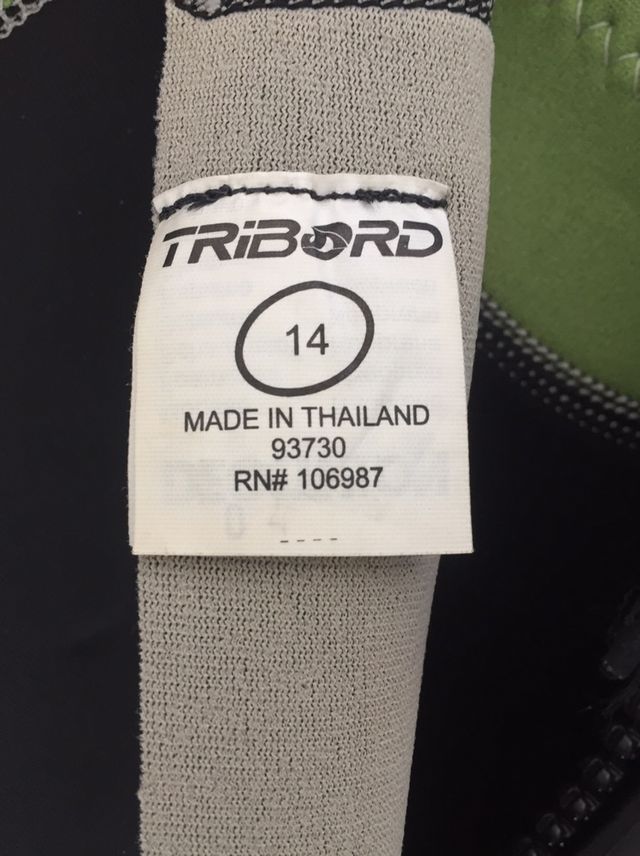 TRIBORD
14
MADE IN THAILAND
93730
RN# 106987